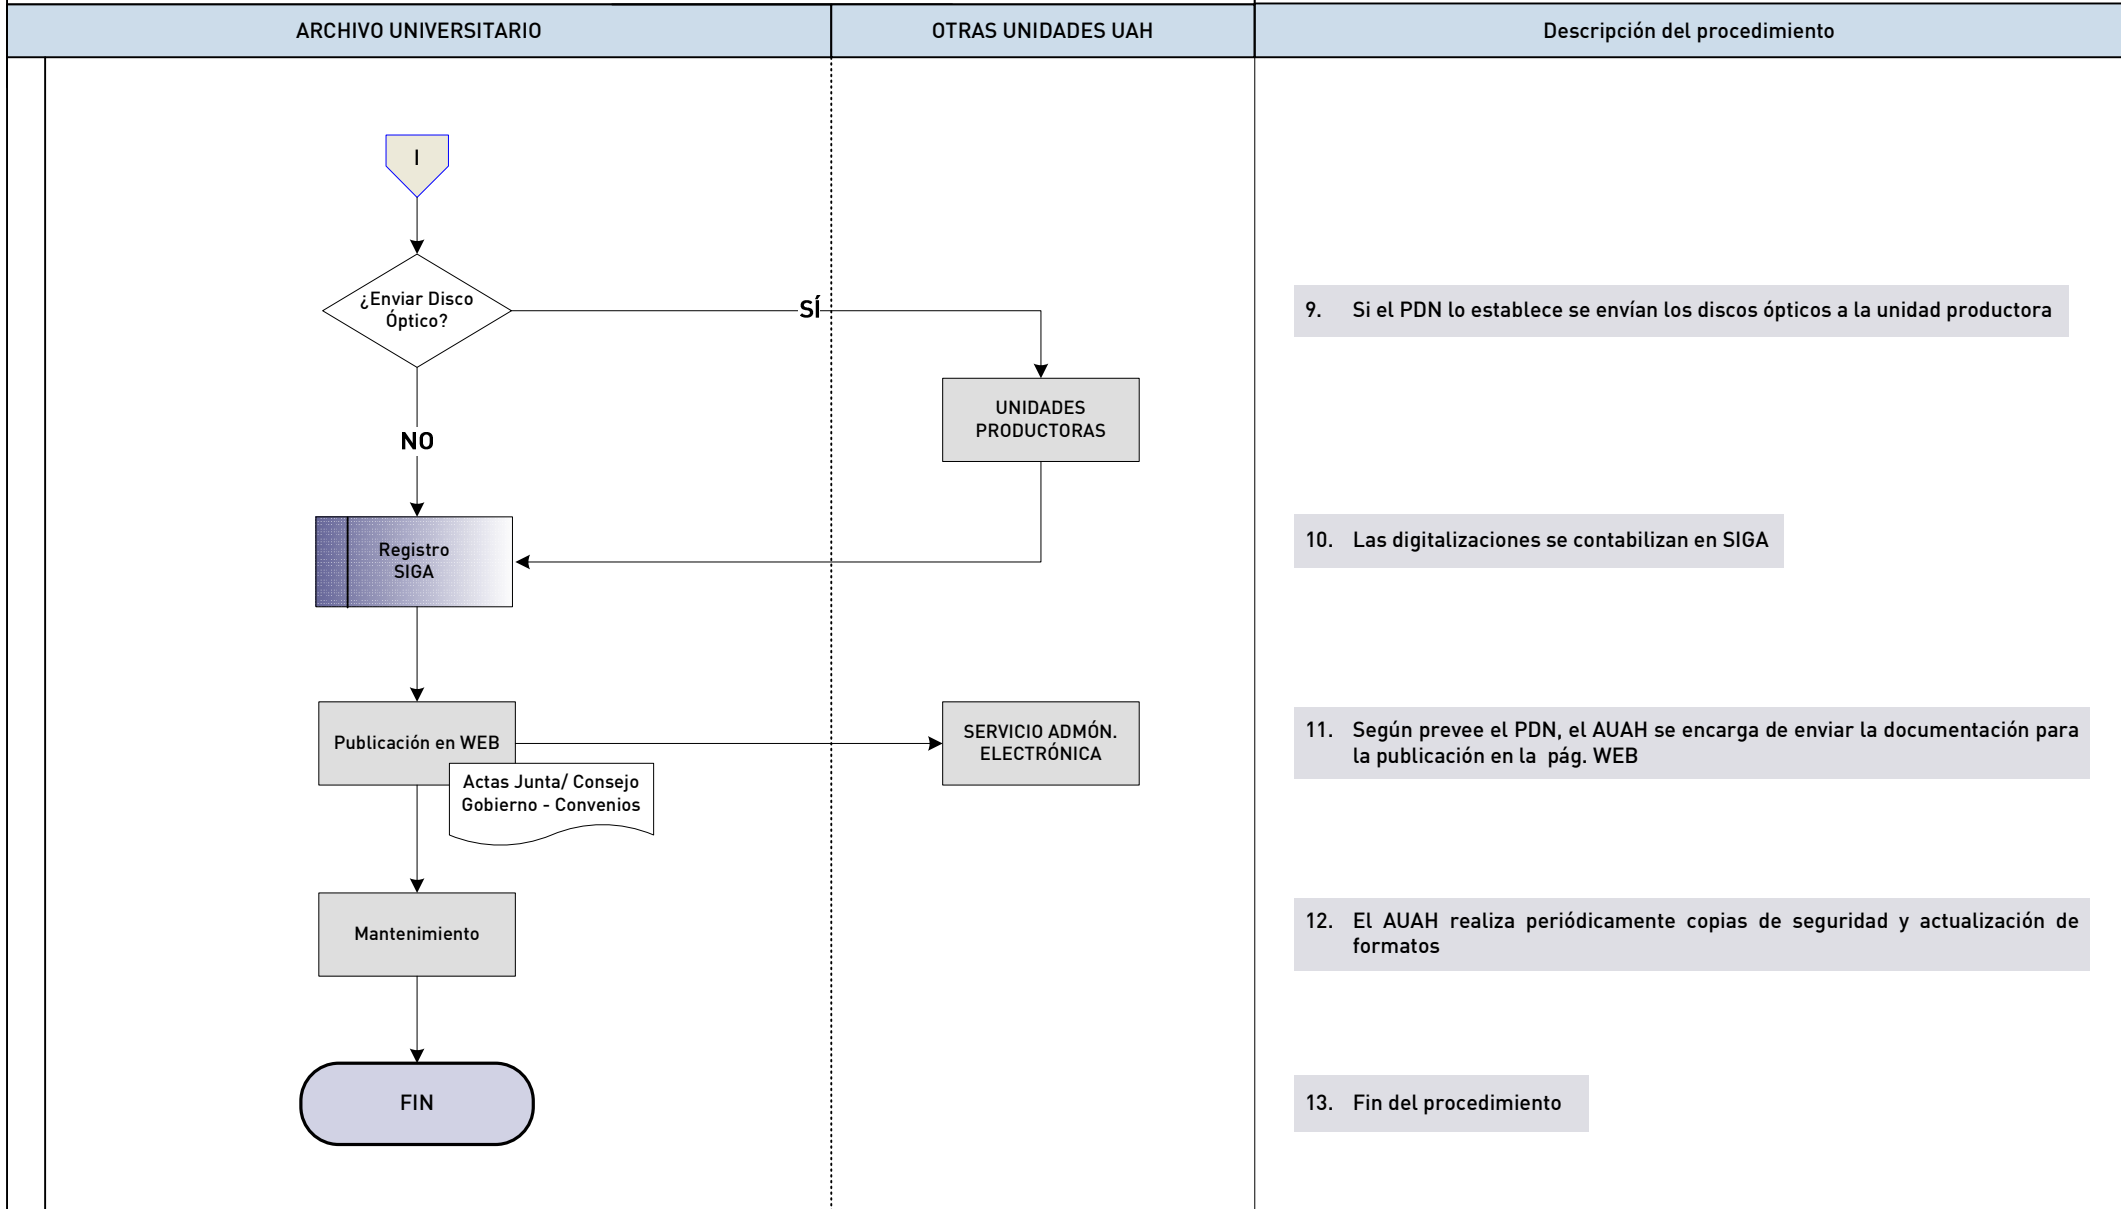 ARCHIVO UNIVERSITARIO
OTRAS UNIDADES UAH
Descripción del procedimiento
I
¿Enviar Disco
Óptico?
SÍ
9. Si el PDN lo establece se envían los discos ópticos a la unidad productora
UNIDADES
PRODUCTORAS
NO
Registro
SIGA
10. Las digitalizaciones se contabilizan en SIGA
Publicación en WEB
SERVICIO ADMÓN.
ELECTRÓNICA
11. Según prevee el PDN, el AUAH se encarga de enviar la documentación para
la publicación en la pág. WEB
Actas Junta/ Consejo
Gobierno - Convenios
Mantenimiento
12. El AUAH realiza periódicamente copias de seguridad y actualización de
formatos
FIN
13. Fin del procedimiento